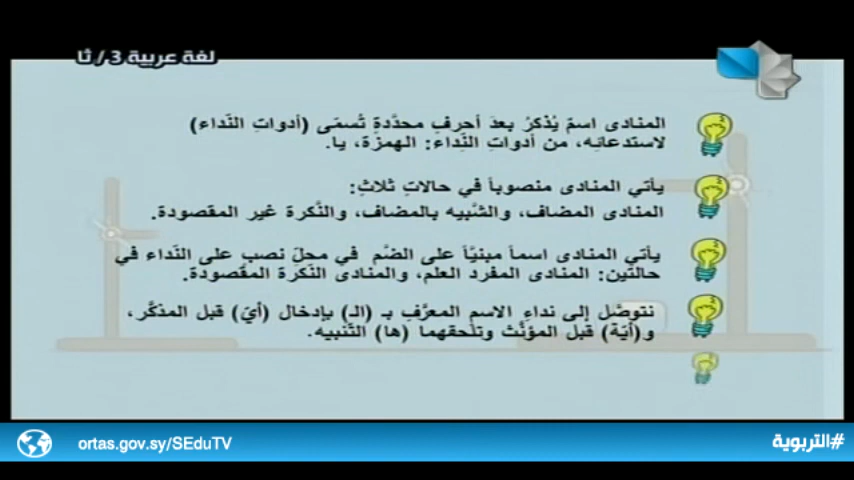 لغة عربية 3 / ثا
المنادى اسمٌ يُذكرُ بعدَ أحرفٍ محدَّدةٍ تُسمّى (أدواتِ النّداء)
لاستدعائِه، من أدواتِ النِّداء: الهمزة، يا.
يأتي المنادى منصوباً في حالاتٍ ثلاثٍ:
المنادى المضاف، والشَّبيه بالمضاف، والنَّكرة غير المقصودة.
يأتي المنادى اسماً مبنيَّاً على الضَّم في محلِّ نصبٍ على النِّداء في
حالتين: المنادى المفرد العلم، والمنادى النَّكرة المقصودة.
نتوصَّل إلى نداءِ الاسمِ المعرَّفِ بـ (الـ) بإدخال (أيّ) قبل المذكَّر،
و(أيّة) قبل المؤنَّث وتلحقهما (ها) التَّنبيه.
ortas.gov.sy/SEduTV
#التربوية